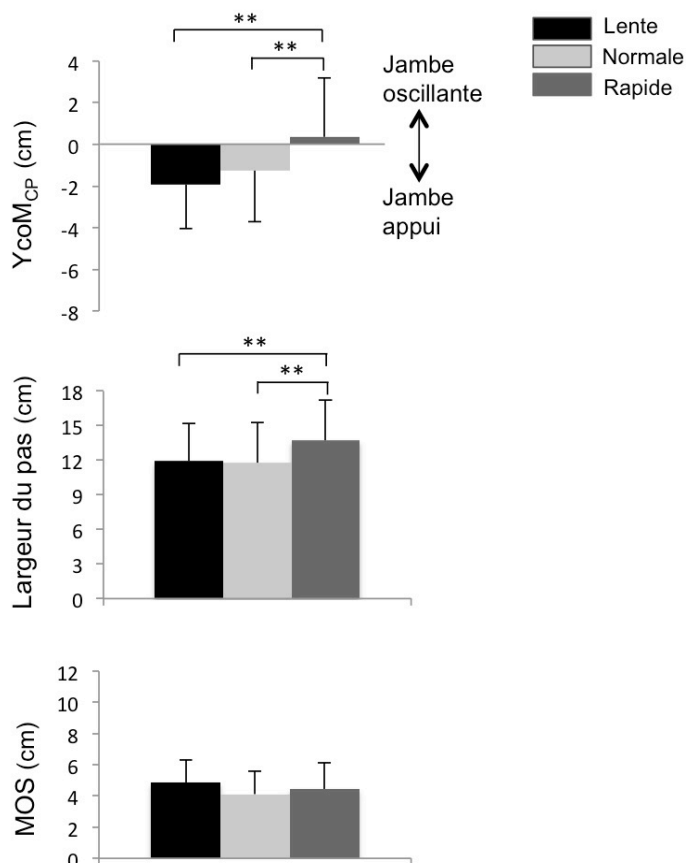 Lente
Normale
Rapide
**
**
4
2
0
-2
-4
-6
-8
YcoM_CP (cm)
Jambe
oscillante
Jambe
appui
**
**
18
15
12
9
6
3
0
Largeur du pas (cm)
12
10
8
6
4
2
0
MOS (cm)